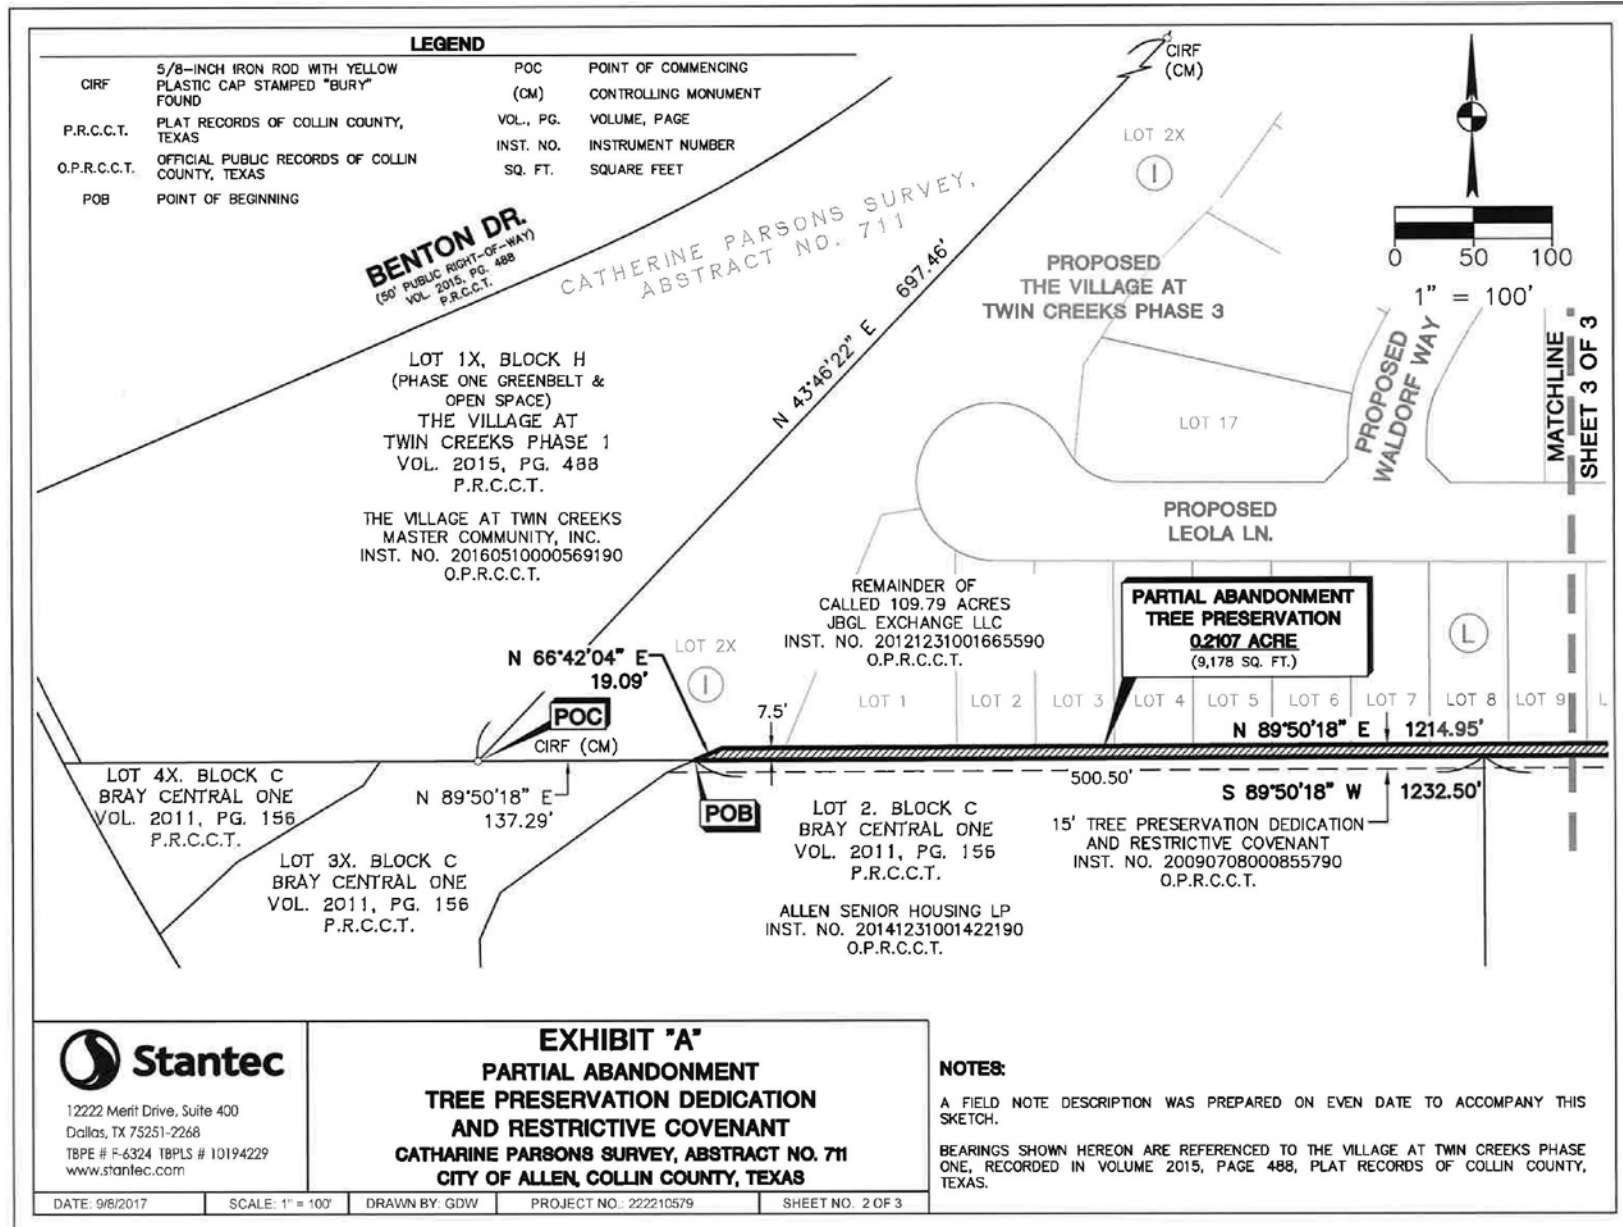 LEGEND
CIRF
5/8-INCH IRON ROD WITH YELLOW
PLASTIC CAP STAMPED "BURY"
FOUND
P.R.C.C.T.
PLAT RECORDS OF COLLIN COUNTY,
TEXAS
O.P.R.C.C.T.
OFFICIAL PUBLIC RECORDS OF COLLIN
COUNTY, TEXAS
POB
POINT OF BEGINNING
POC
POINT OF COMMENCING
(CM)
CONTROLLING MONUMENT
VOL., PG.
VOLUME, PAGE
INST. NO.
INSTRUMENT NUMBER
SQ. FT.
SQUARE FEET
CIRF
(CM)
LOT 2X
I
0 50 100
1" = 100'
BENTON DR.
(50' PUBLIC RIGHT-OF-WAY)
VOL. 2015, PG. 488
P.R.C.C.T.
CATHERINE PARSONS SURVEY,
ABSTRACT NO. 711
N 43°46'22" E 697.46'
PROPOSED
THE VILLAGE AT
TWIN CREEKS PHASE 3
PROPOSED
WALDORF WAY
MATCHLINE
SHEET 3 OF 3
LOT 1X, BLOCK H
(PHASE ONE GREENBELT &
OPEN SPACE)
THE VILLAGE AT
TWIN CREEKS PHASE 1
VOL. 2015, PG. 488
P.R.C.C.T.
THE VILLAGE AT TWIN CREEKS
MASTER COMMUNITY, INC.
INST. NO. 20160510000569190
O.P.R.C.C.T.
LOT 17
PROPOSED
LEOLA LN.
REMAINDER OF
CALLED 109.79 ACRES
JBGL EXCHANGE LLC
INST. NO. 20121231001665590
O.P.R.C.C.T.
PARTIAL ABANDONMENT
TREE PRESERVATION
0.2107 ACRE
(9,178 SQ. FT.)
L
N 66°42'04" E
19.09'
LOT 2X
I
POC
CIRF (CM)
7.5'
LOT 1
LOT 2
LOT 3
LOT 4
LOT 5
LOT 6
LOT 7
LOT 8
LOT 9
L
N 89°50'18" E 1214.95'
500.50'
S 89°50'18" W 1232.50'
N 89°50'18" E
137.29'
POB
LOT 4X. BLOCK C
BRAY CENTRAL ONE
VOL. 2011, PG. 156
P.R.C.C.T.
LOT 3X. BLOCK C
BRAY CENTRAL ONE
VOL. 2011, PG. 156
P.R.C.C.T.
LOT 2. BLOCK C
BRAY CENTRAL ONE
VOL. 2011, PG. 156
P.R.C.C.T.
ALLEN SENIOR HOUSING LP
INST. NO. 20141231001422190
O.P.R.C.C.T.
15' TREE PRESERVATION DEDICATION
AND RESTRICTIVE COVENANT
INST. NO. 20090708000855790
O.P.R.C.C.T.
Stantec
12222 Merit Drive, Suite 400
Dallas, TX 75251-2268
TBPE # F-6324 TBPLS # 10194229
www.stantec.com
EXHIBIT "A"
PARTIAL ABANDONMENT
TREE PRESERVATION DEDICATION
AND RESTRICTIVE COVENANT
CATHARINE PARSONS SURVEY, ABSTRACT NO. 711
CITY OF ALLEN, COLLIN COUNTY, TEXAS
NOTES:
A FIELD NOTE DESCRIPTION WAS PREPARED ON EVEN DATE TO ACCOMPANY THIS
SKETCH.
BEARINGS SHOWN HEREON ARE REFERENCED TO THE VILLAGE AT TWIN CREEKS PHASE
ONE, RECORDED IN VOLUME 2015, PAGE 488, PLAT RECORDS OF COLLIN COUNTY,
TEXAS.
DATE: 9/8/2017
SCALE: 1" = 100'
DRAWN BY: GDW
PROJECT NO.: 222210579
SHEET NO. 2 OF 3